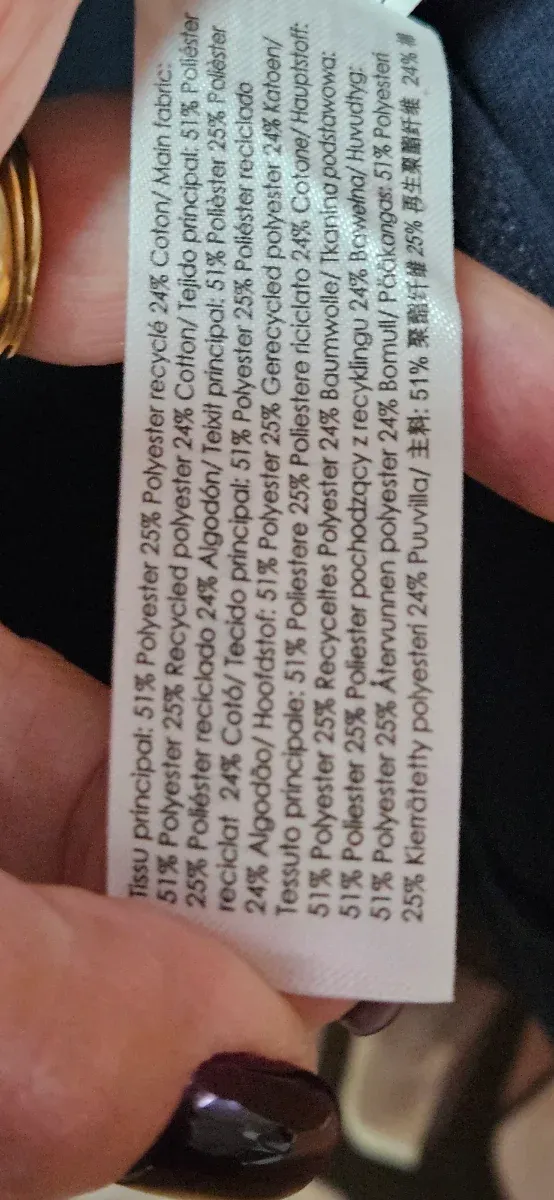 Tissu principal: 51% Polyester 25% Polyester recyclé 24% Coton/ Main fabric:
51% Polyester 25% Recycled polyester 24% Cotton/ Tejido principal: 51% Poliéster
25% Poliéster reciclado 24% Algodón/ Teixit principal: 51% Polièster 25% Polièster
reciclat 24% Cotó/ Tecido principal: 51% Polyester 25% Poliéster reciclado
24% Algodão/ Hoofdstof: 51% Polyester 25% Gerecycled polyester 24% Katoen/
Tessuto principale: 51% Poliestere 25% Poliestere riciclato 24% Cotone/ Hauptstoff:
51% Polyester 25% Recyceltes Polyester 24% Baumwolle/ Tkanina podstawowa:
51% Poliester 25% Poliester pochodzący z recyklingu 24% Bawełna/ Huvudtyg:
51% Polyester 25% Återvunnen polyester 24% Bomull/ Pääkangas: 51% Polyesteri
25% Kierrätetty polyesteri 24% Puuvilla/ 主料: 51% 聚酯纤维 25% 再生聚酯纤维 24% 棉